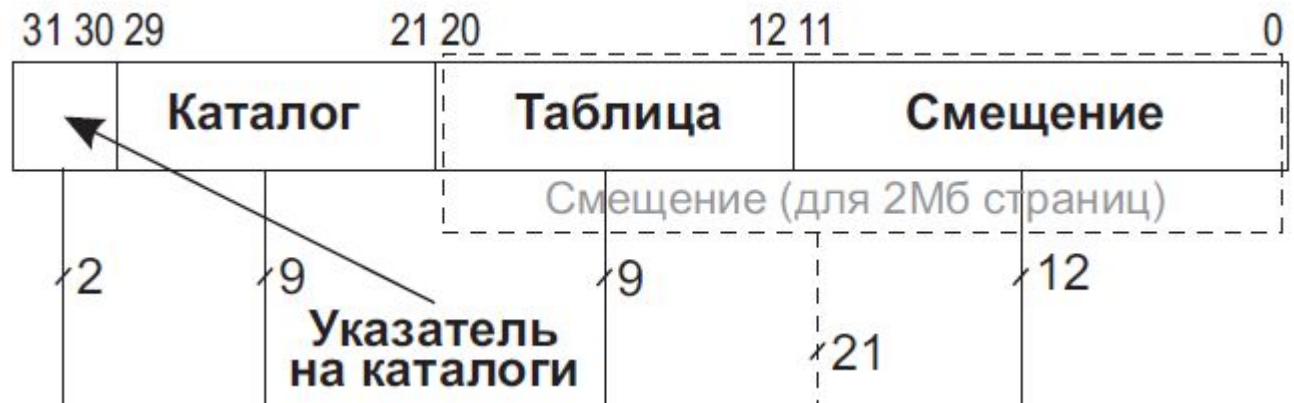 31 30 29 21 20 12 11 0
Каталог Таблица Смещение
Смещение (для 2Мб страниц)
2 9 9 12
Указатель
на каталоги
21